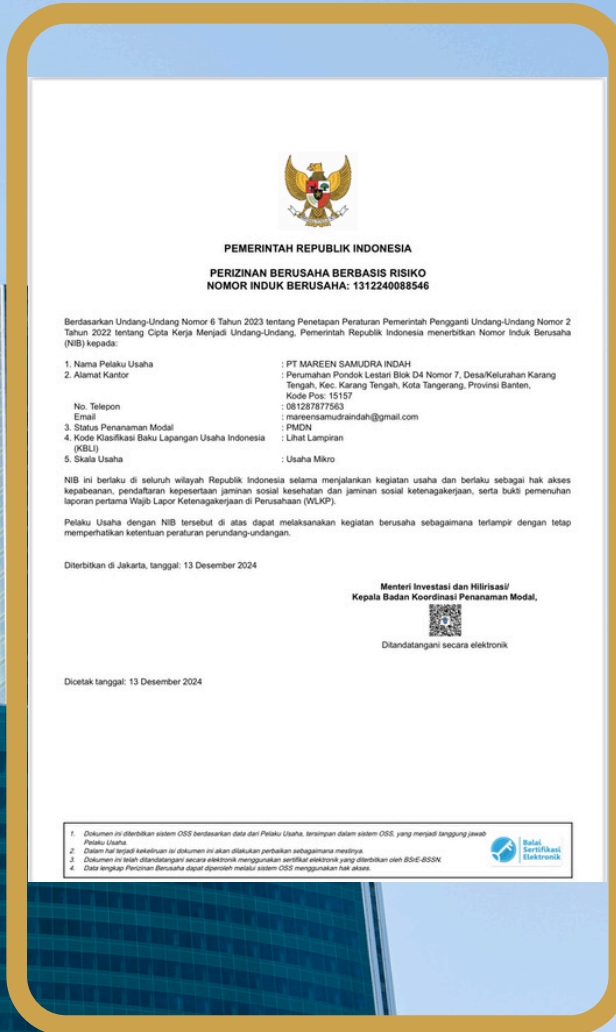 PEMERINTAH REPUBLIK INDONESIA
PERIZINAN BERUSAHA BERBASIS RISIKO
NOMOR INDUK BERUSAHA: 1312240088546
Berdasarkan Undang-Undang Nomor 6 Tahun 2023 tentang Penetapan Peraturan Pemerintah Pengganti Undang-Undang Nomor 2
Tahun 2022 tentang Cipta Kerja Menjadi Undang-Undang, Pemerintah Republik Indonesia menerbitkan Nomor Induk Berusaha
(NIB) kepada:
1. Nama Pelaku Usaha : PT MAREEN SAMUDRA INDAH
2. Alamat Kantor : Perumahan Pondok Lestari Blok D4 Nomor 7, Desa/Kelurahan Karang
Tengah, Kec. Karang Tengah, Kota Tangerang, Provinsi Banten,
Kode Pos: 15157
No. Telepon : 081287877563
Email : mareensamudraindah@gmail.com
3. Status Penanaman Modal : PMDN
4. Kode Klasifikasi Baku Lapangan Usaha Indonesia : Lihat Lampiran
(KBLI)
5. Skala Usaha : Usaha Mikro
NIB ini berlaku di seluruh wilayah Republik Indonesia selama menjalankan kegiatan usaha dan berlaku sebagai hak akses
kepabeanan, pendaftaran kepesertaan jaminan sosial kesehatan dan jaminan sosial ketenagakerjaan, serta bukti pemenuhan
laporan pertama Wajib Lapor Ketenagakerjaan di Perusahaan (WLKP).
Pelaku Usaha dengan NIB tersebut di atas dapat melaksanakan kegiatan berusaha sebagaimana terlampir dengan tetap
memperhatikan ketentuan peraturan perundang-undangan.
Diterbitkan di Jakarta, tanggal: 13 Desember 2024
Menteri Investasi dan Hilirisasi/
Kepala Badan Koordinasi Penanaman Modal,
Ditandatangani secara elektronik
Dicetak tanggal: 13 Desember 2024
1. Dokumen ini diterbitkan sistem OSS berdasarkan data dari Pelaku Usaha, tersimpan dalam sistem OSS, yang menjadi tanggung jawab
Pelaku Usaha.
2. Dalam hal terjadi kekeliruan isi dokumen ini akan dilakukan perbaikan sebagaimana mestinya.
3. Dokumen ini telah ditandatangani secara elektronik menggunakan sertifikat elektronik yang diterbitkan oleh BSrE-BSSN.
4. Data lengkap Perizinan Berusaha dapat diperoleh melalui sistem OSS menggunakan hak akses.
Balai
Sertifikasi
Elektronik